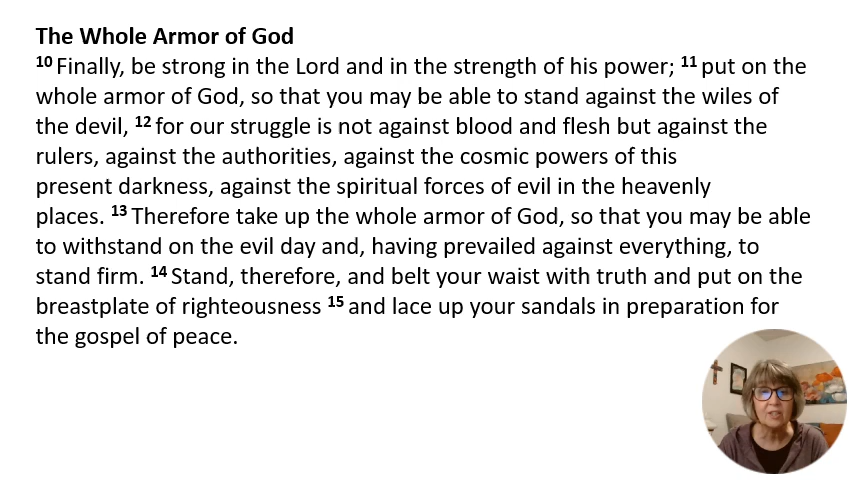 The Whole Armor of God
10 Finally, be strong in the Lord and in the strength of his power; 11 put on the
whole armor of God, so that you may be able to stand against the wiles of
the devil, 12 for our struggle is not against blood and flesh but against the
rulers, against the authorities, against the cosmic powers of this
present darkness, against the spiritual forces of evil in the heavenly
places. 13 Therefore take up the whole armor of God, so that you may be able
to withstand on the evil day and, having prevailed against everything, to
stand firm. 14 Stand, therefore, and belt your waist with truth and put on the
breastplate of righteousness 15 and lace up your sandals in preparation for
the gospel of peace.